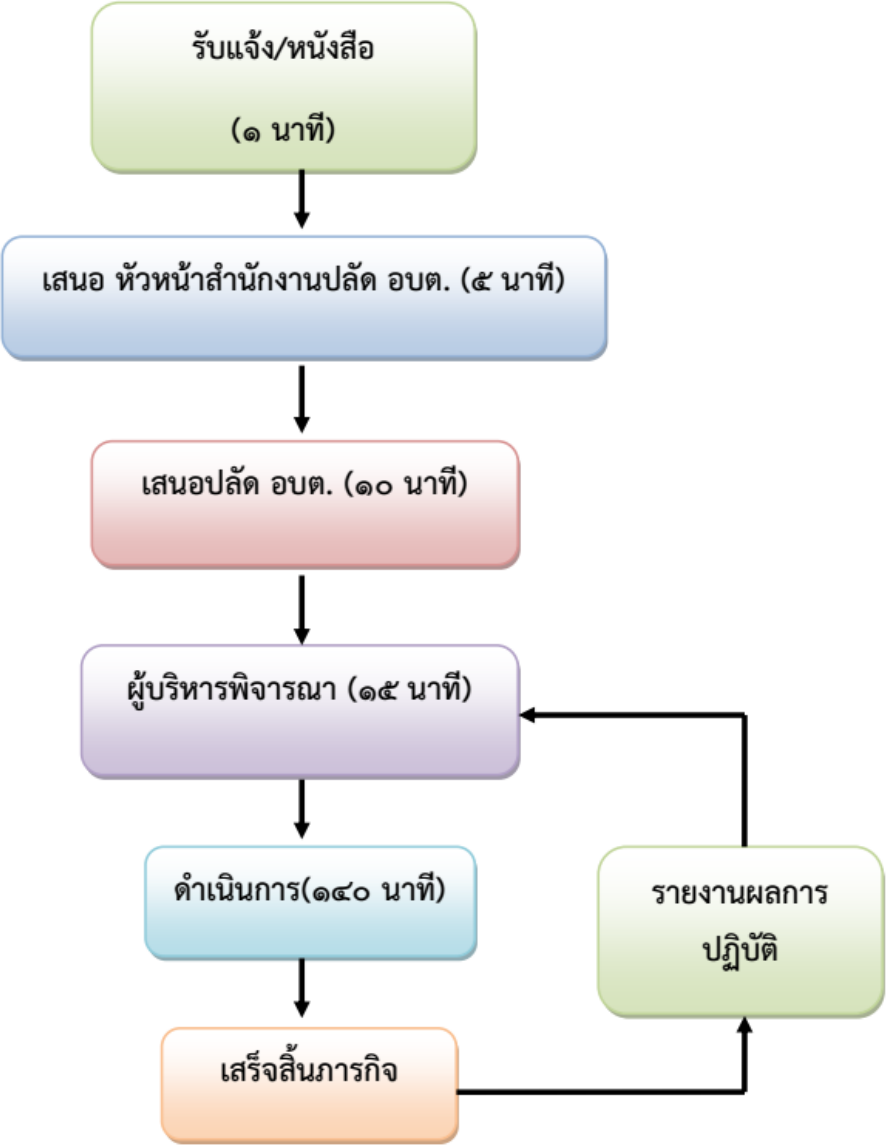 รับแจ้ง/หนังสือ
(๑ นาที)
เสนอ หัวหน้าสำนักงานปลัด อบต. (๕ นาที)
เสนอปลัด อบต. (๑๐ นาที)
ผู้บริหารพิจารณา (๑๕ นาที)
ดำเนินการ(๑๔๐ นาที)
เสร็จสิ้นภารกิจ
รายงานผลการ
ปฏิบัติ